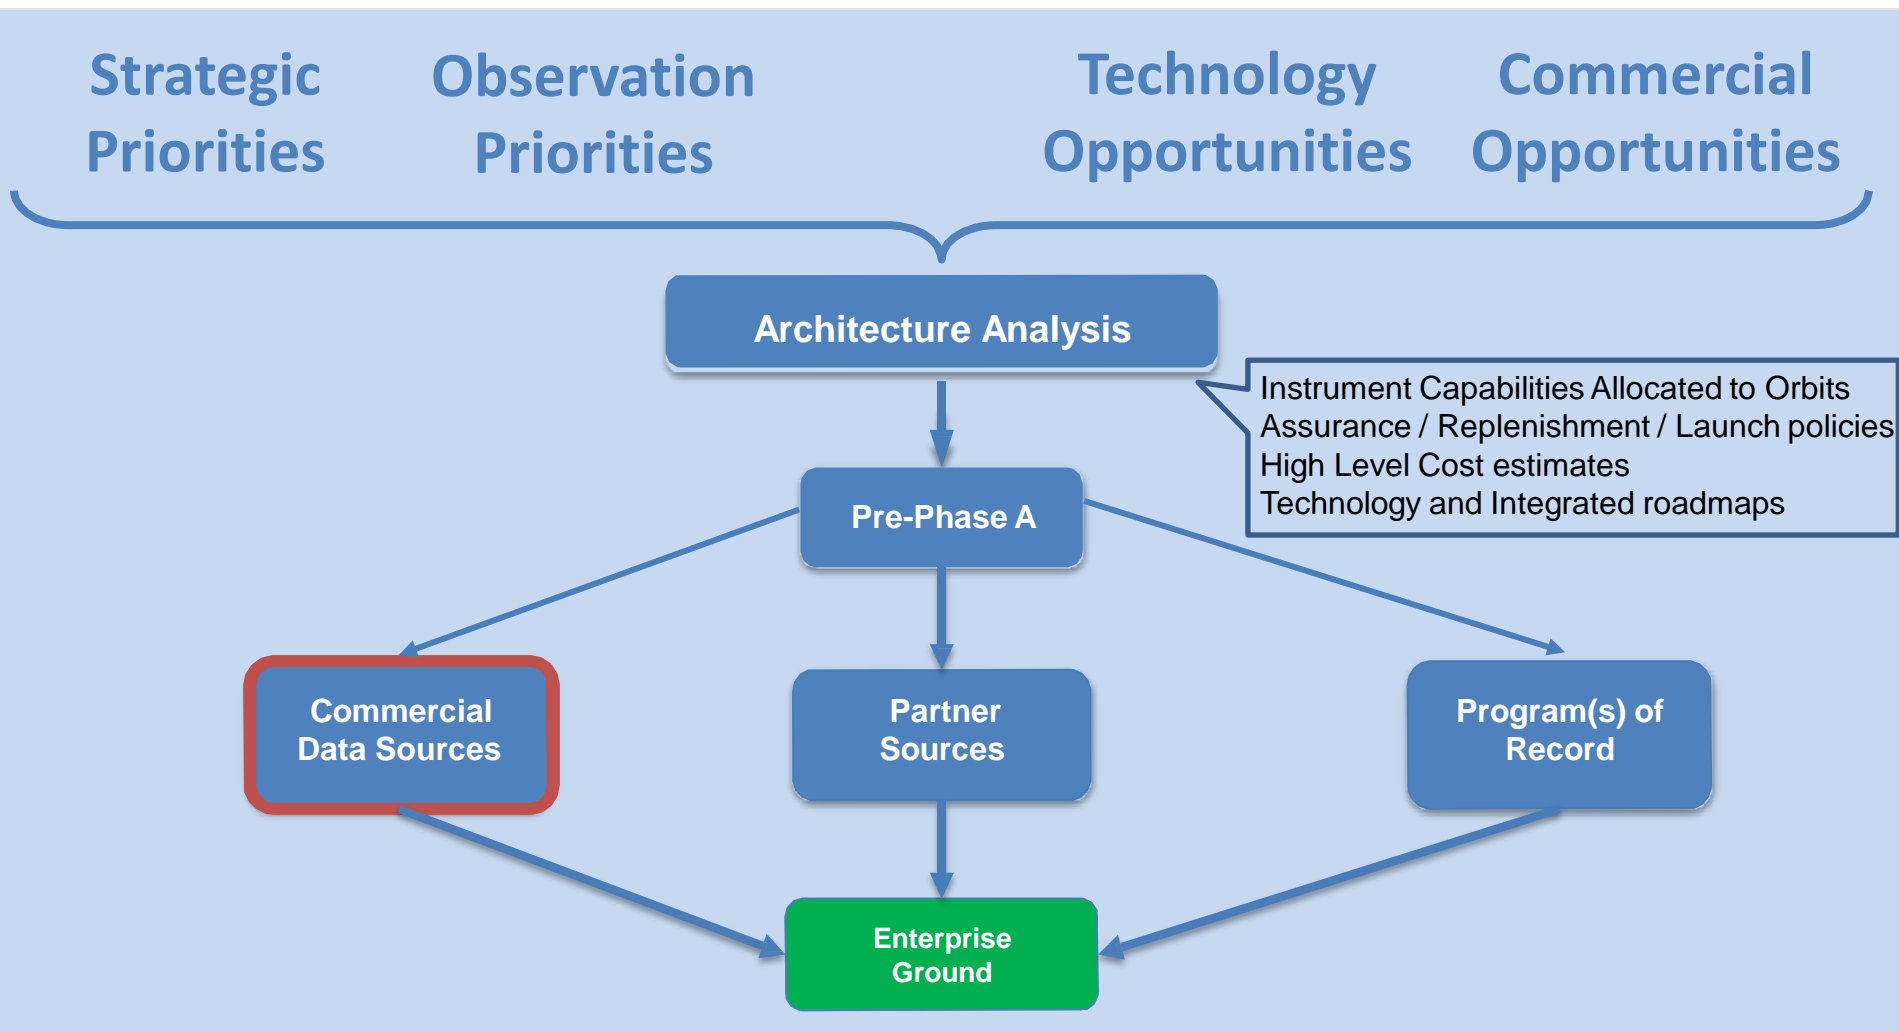 Strategic
Priorities
Observation
Priorities
Technology
Opportunities
Commercial
Opportunities
Architecture Analysis
Instrument Capabilities Allocated to Orbits
Assurance / Replenishment / Launch policies
High Level Cost estimates
Technology and Integrated roadmaps
Pre-Phase A
Commercial
Data Sources
Partner
Sources
Program(s) of
Record
Enterprise
Ground